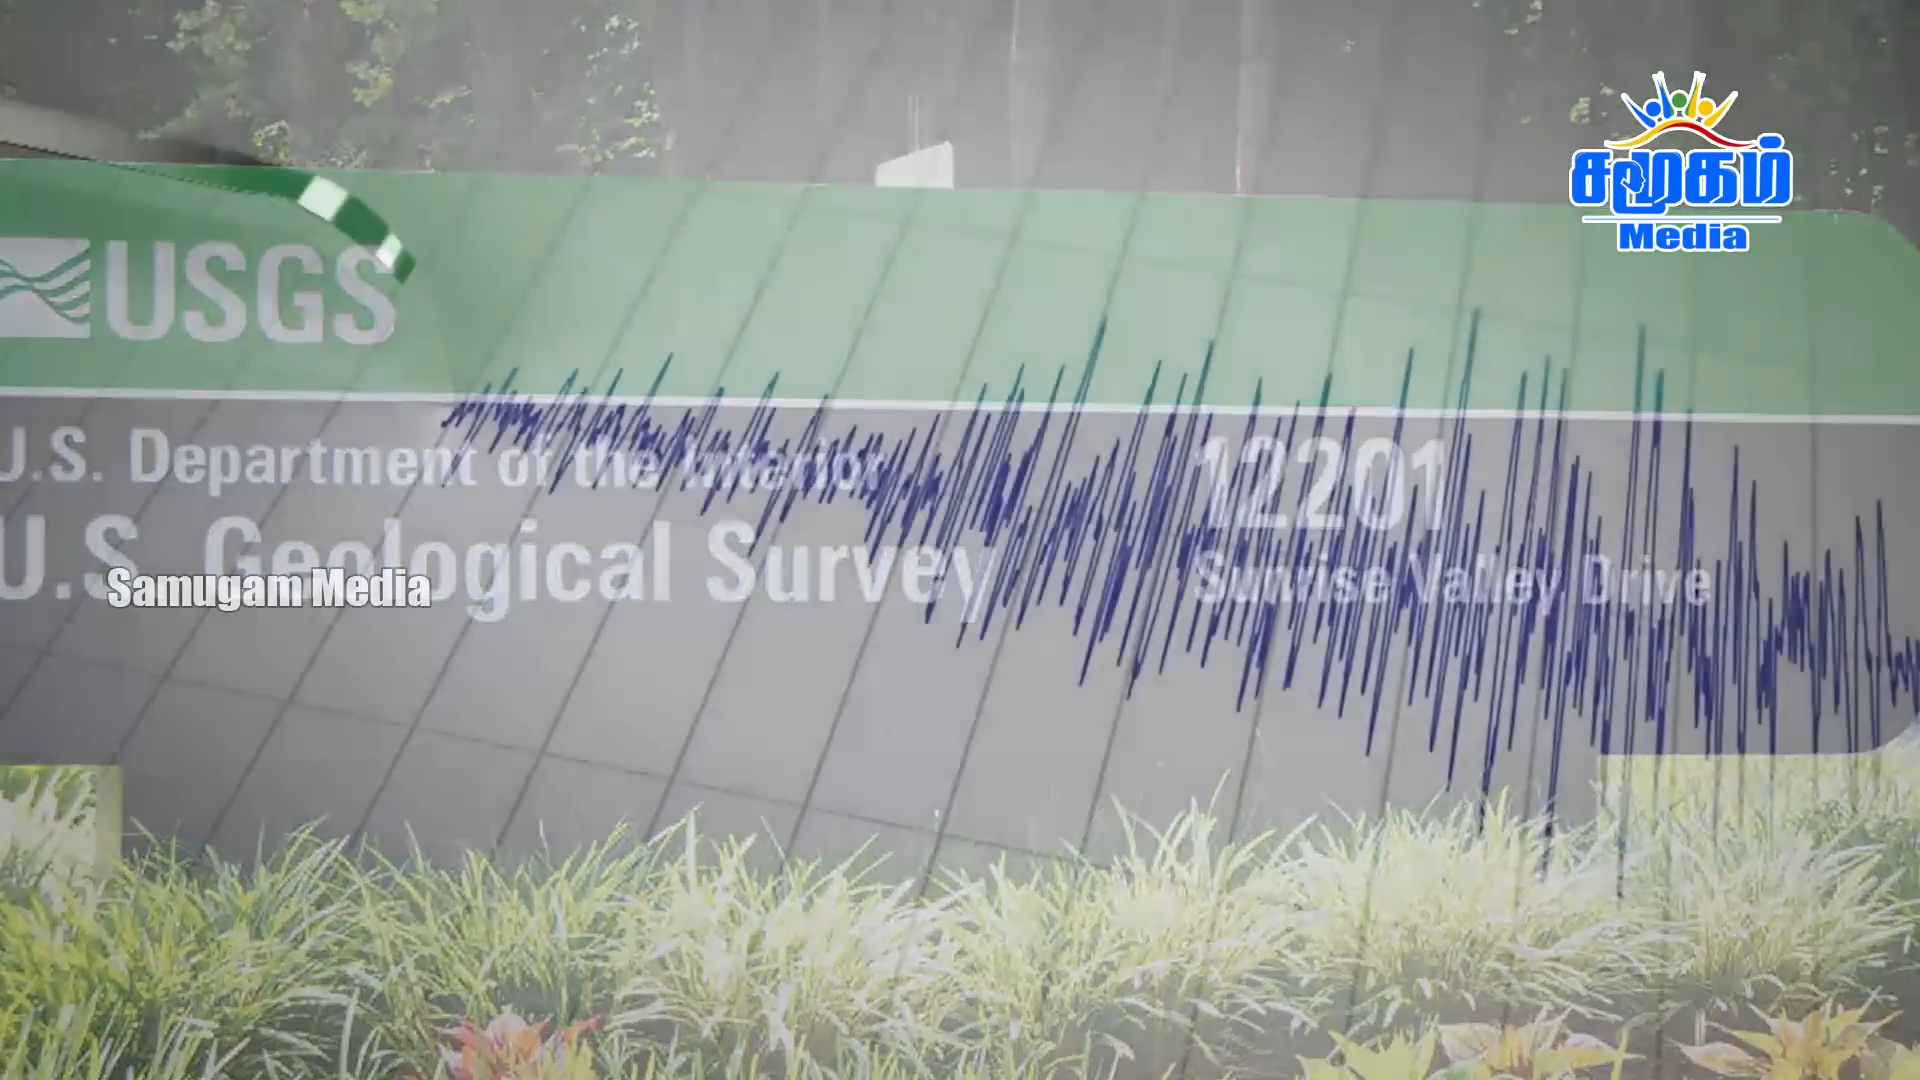 சமூகம்
Media
USGS
U.S. Department of the Interior
U.S. Geological Survey
12201
Sunrise Valley Drive
Samugam Media